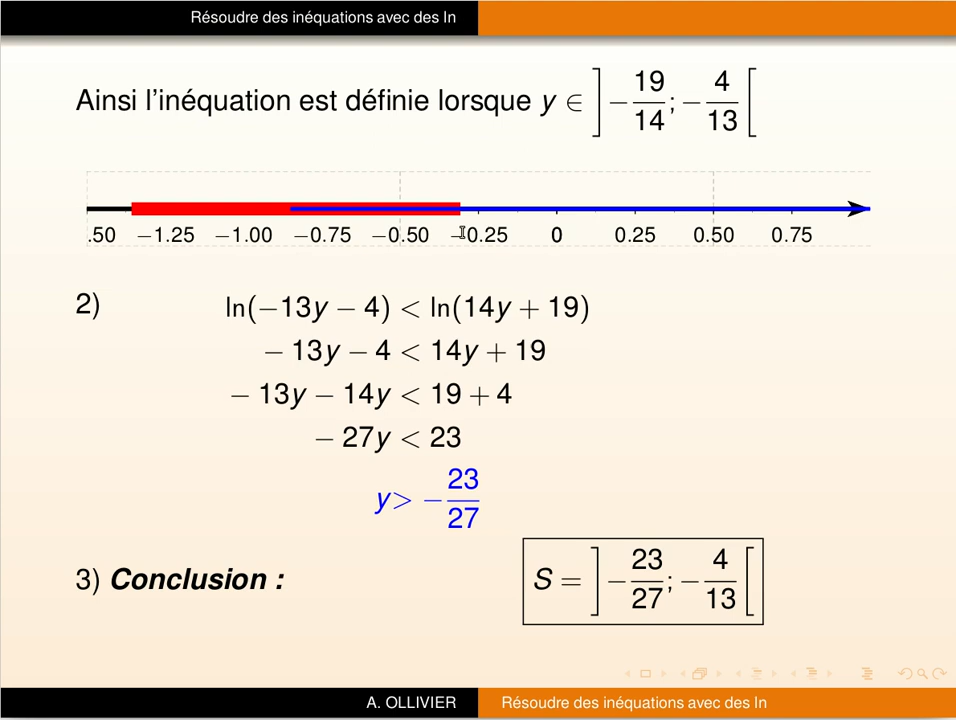 Résoudre des inéquations avec des ln
Ainsi l'inéquation est définie lorsque y ∈ ]−19/14; −4/13[
.50 −1.25 −1.00 −0.75 −0.50 −0.25 0 0.25 0.50 0.75
2) ln(−13y − 4) < ln(14y + 19)
− 13y − 4 < 14y + 19
− 13y − 14y < 19 + 4
− 27y < 23
y> −23/27
3) Conclusion : S = ]−23/27; −4/13[
A. OLLIVIER Résoudre des inéquations avec des ln